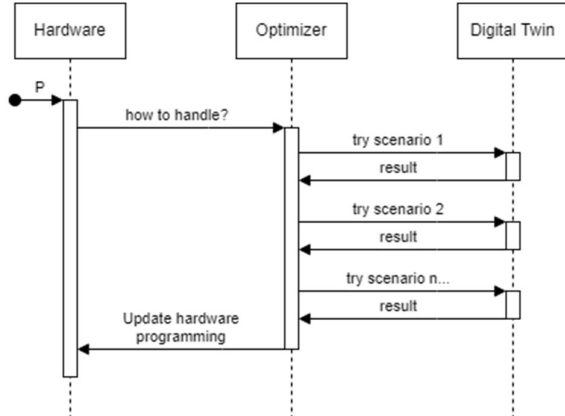 Hardware
Optimizer
Digital Twin
P
how to handle?
try scenario 1
result
try scenario 2
result
try scenario n...
result
Update hardware
programming